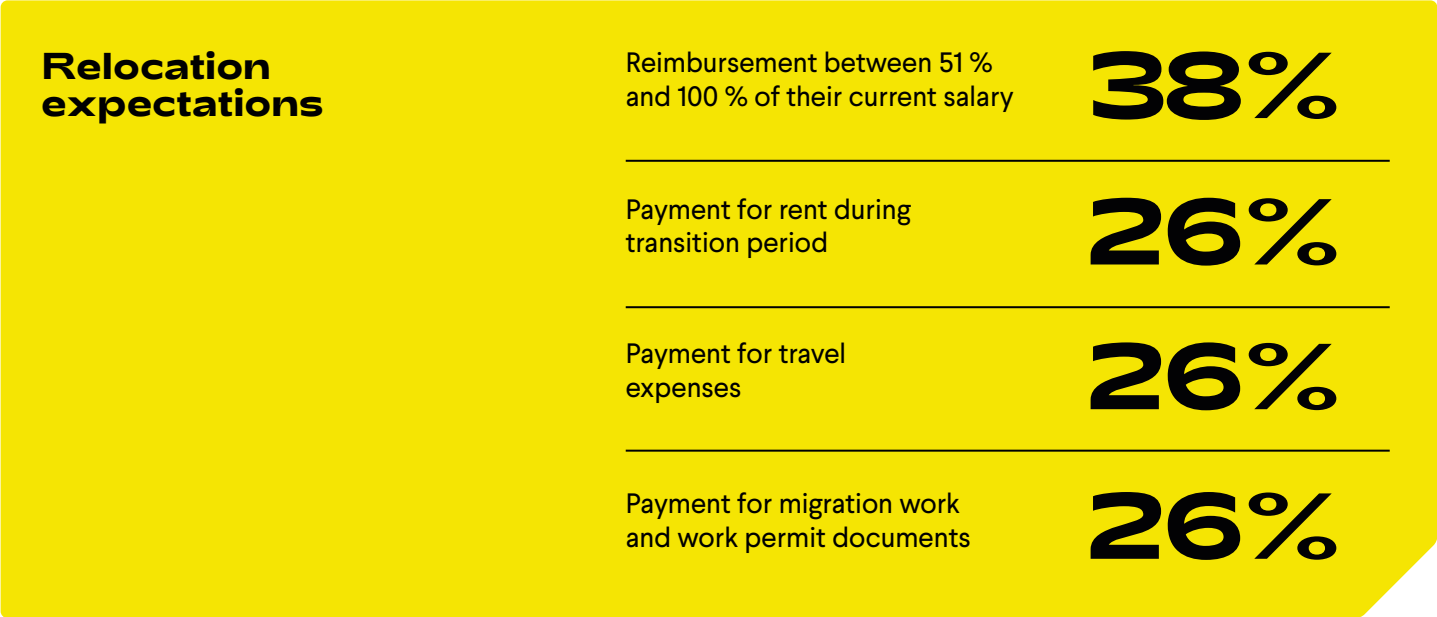 Relocation
expectations
Reimbursement between 51 %
and 100 % of their current salary
38%
Payment for rent during
transition period
26%
Payment for travel
expenses
26%
Payment for migration work
and work permit documents
26%